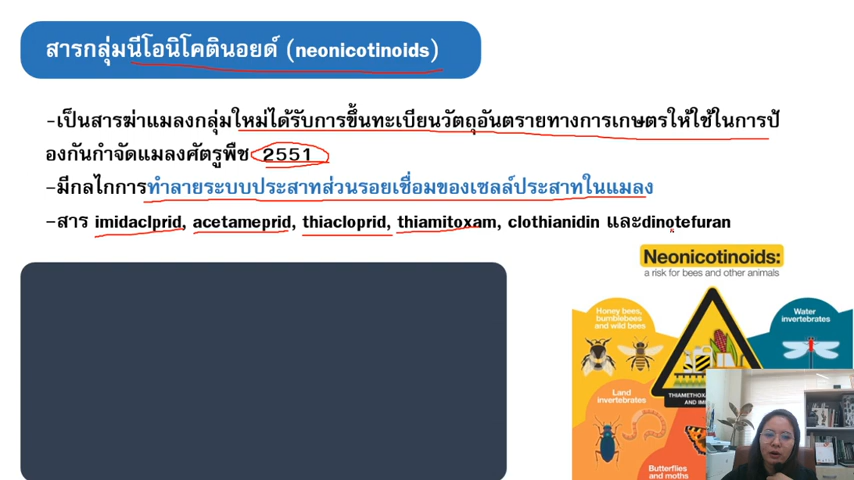 สารกลุ่มนีโอนิโคตินอยด์ (neonicotinoids)
-เป็นสารฆ่าแมลงกลุ่มใหม่ได้รับการขึ้นทะเบียนวัตถุอันตรายทางการเกษตรให้ใช้ในการป้
องกันกำจัดแมลงศัตรูพืช 2551
-มีกลไกการทำลายระบบประสาทส่วนรอยเชื่อมของเซลล์ประสาทในแมลง
-สาร imidaclprid, acetameprid, thiacloprid, thiamitoxam, clothianidin และdinotefuran
Neonicotinoids:
a risk for bees and other animals
Honey bees,
bumblebees
and wild bees
Water
invertebrates
Land
invertebrates
THIAMETHOX
AND IMI
Butterflies
and moths